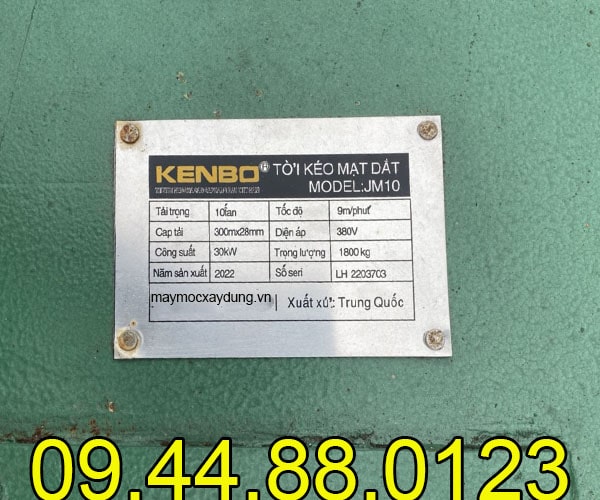 KENBO® TỜI KÉO MẠT DẤT
MODEL:JM10
Tải trọng 10tấn Tốc độ 9m/phút
Cap tải 300mx28mm Diện áp 380V
Công suất 30kW Trọng lượng 1800 kg
Năm sản xuất 2022 Số seri LH 2203703
maymocxaydung.vn
Xuất xứ: Trung Quốc
09.44.88.0123